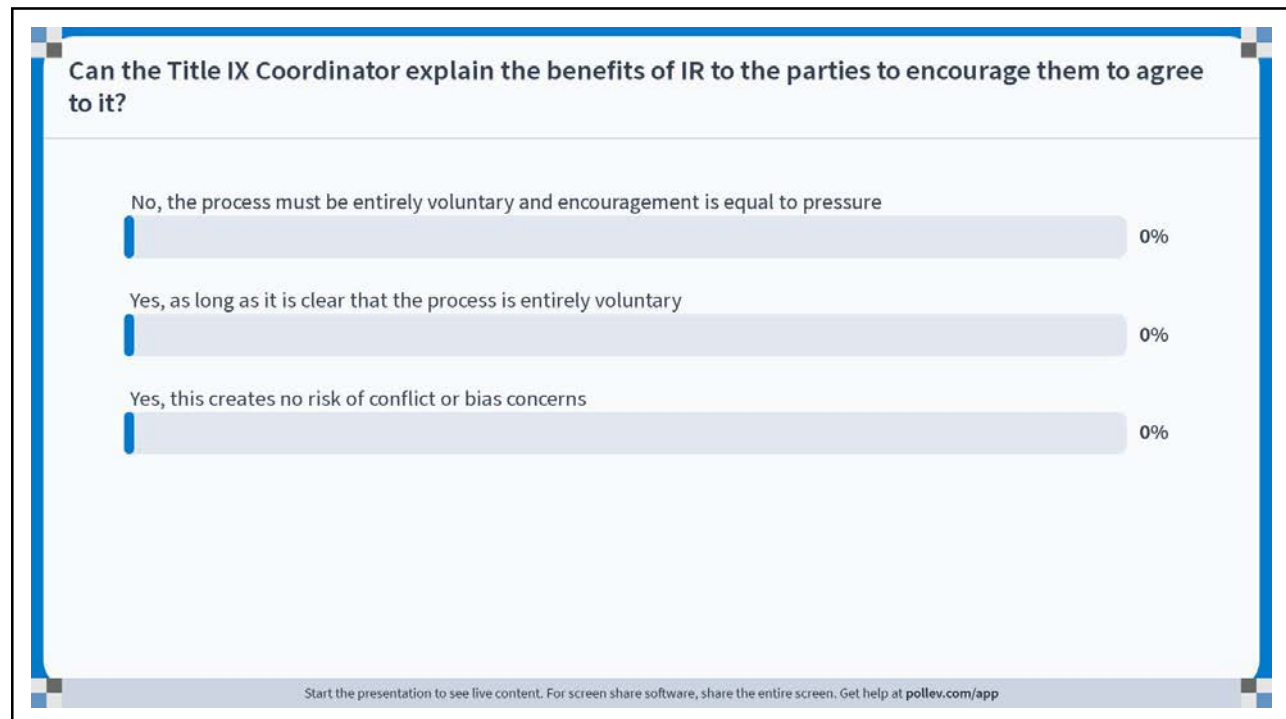 Can the Title IX Coordinator explain the benefits of IR to the parties to encourage them to agree
to it?
No, the process must be entirely voluntary and encouragement is equal to pressure
0%
Yes, as long as it is clear that the process is entirely voluntary
0%
Yes, this creates no risk of conflict or bias concerns
0%
Start the presentation to see live content. For screen share software, share the entire screen. Get help at pollev.com/app